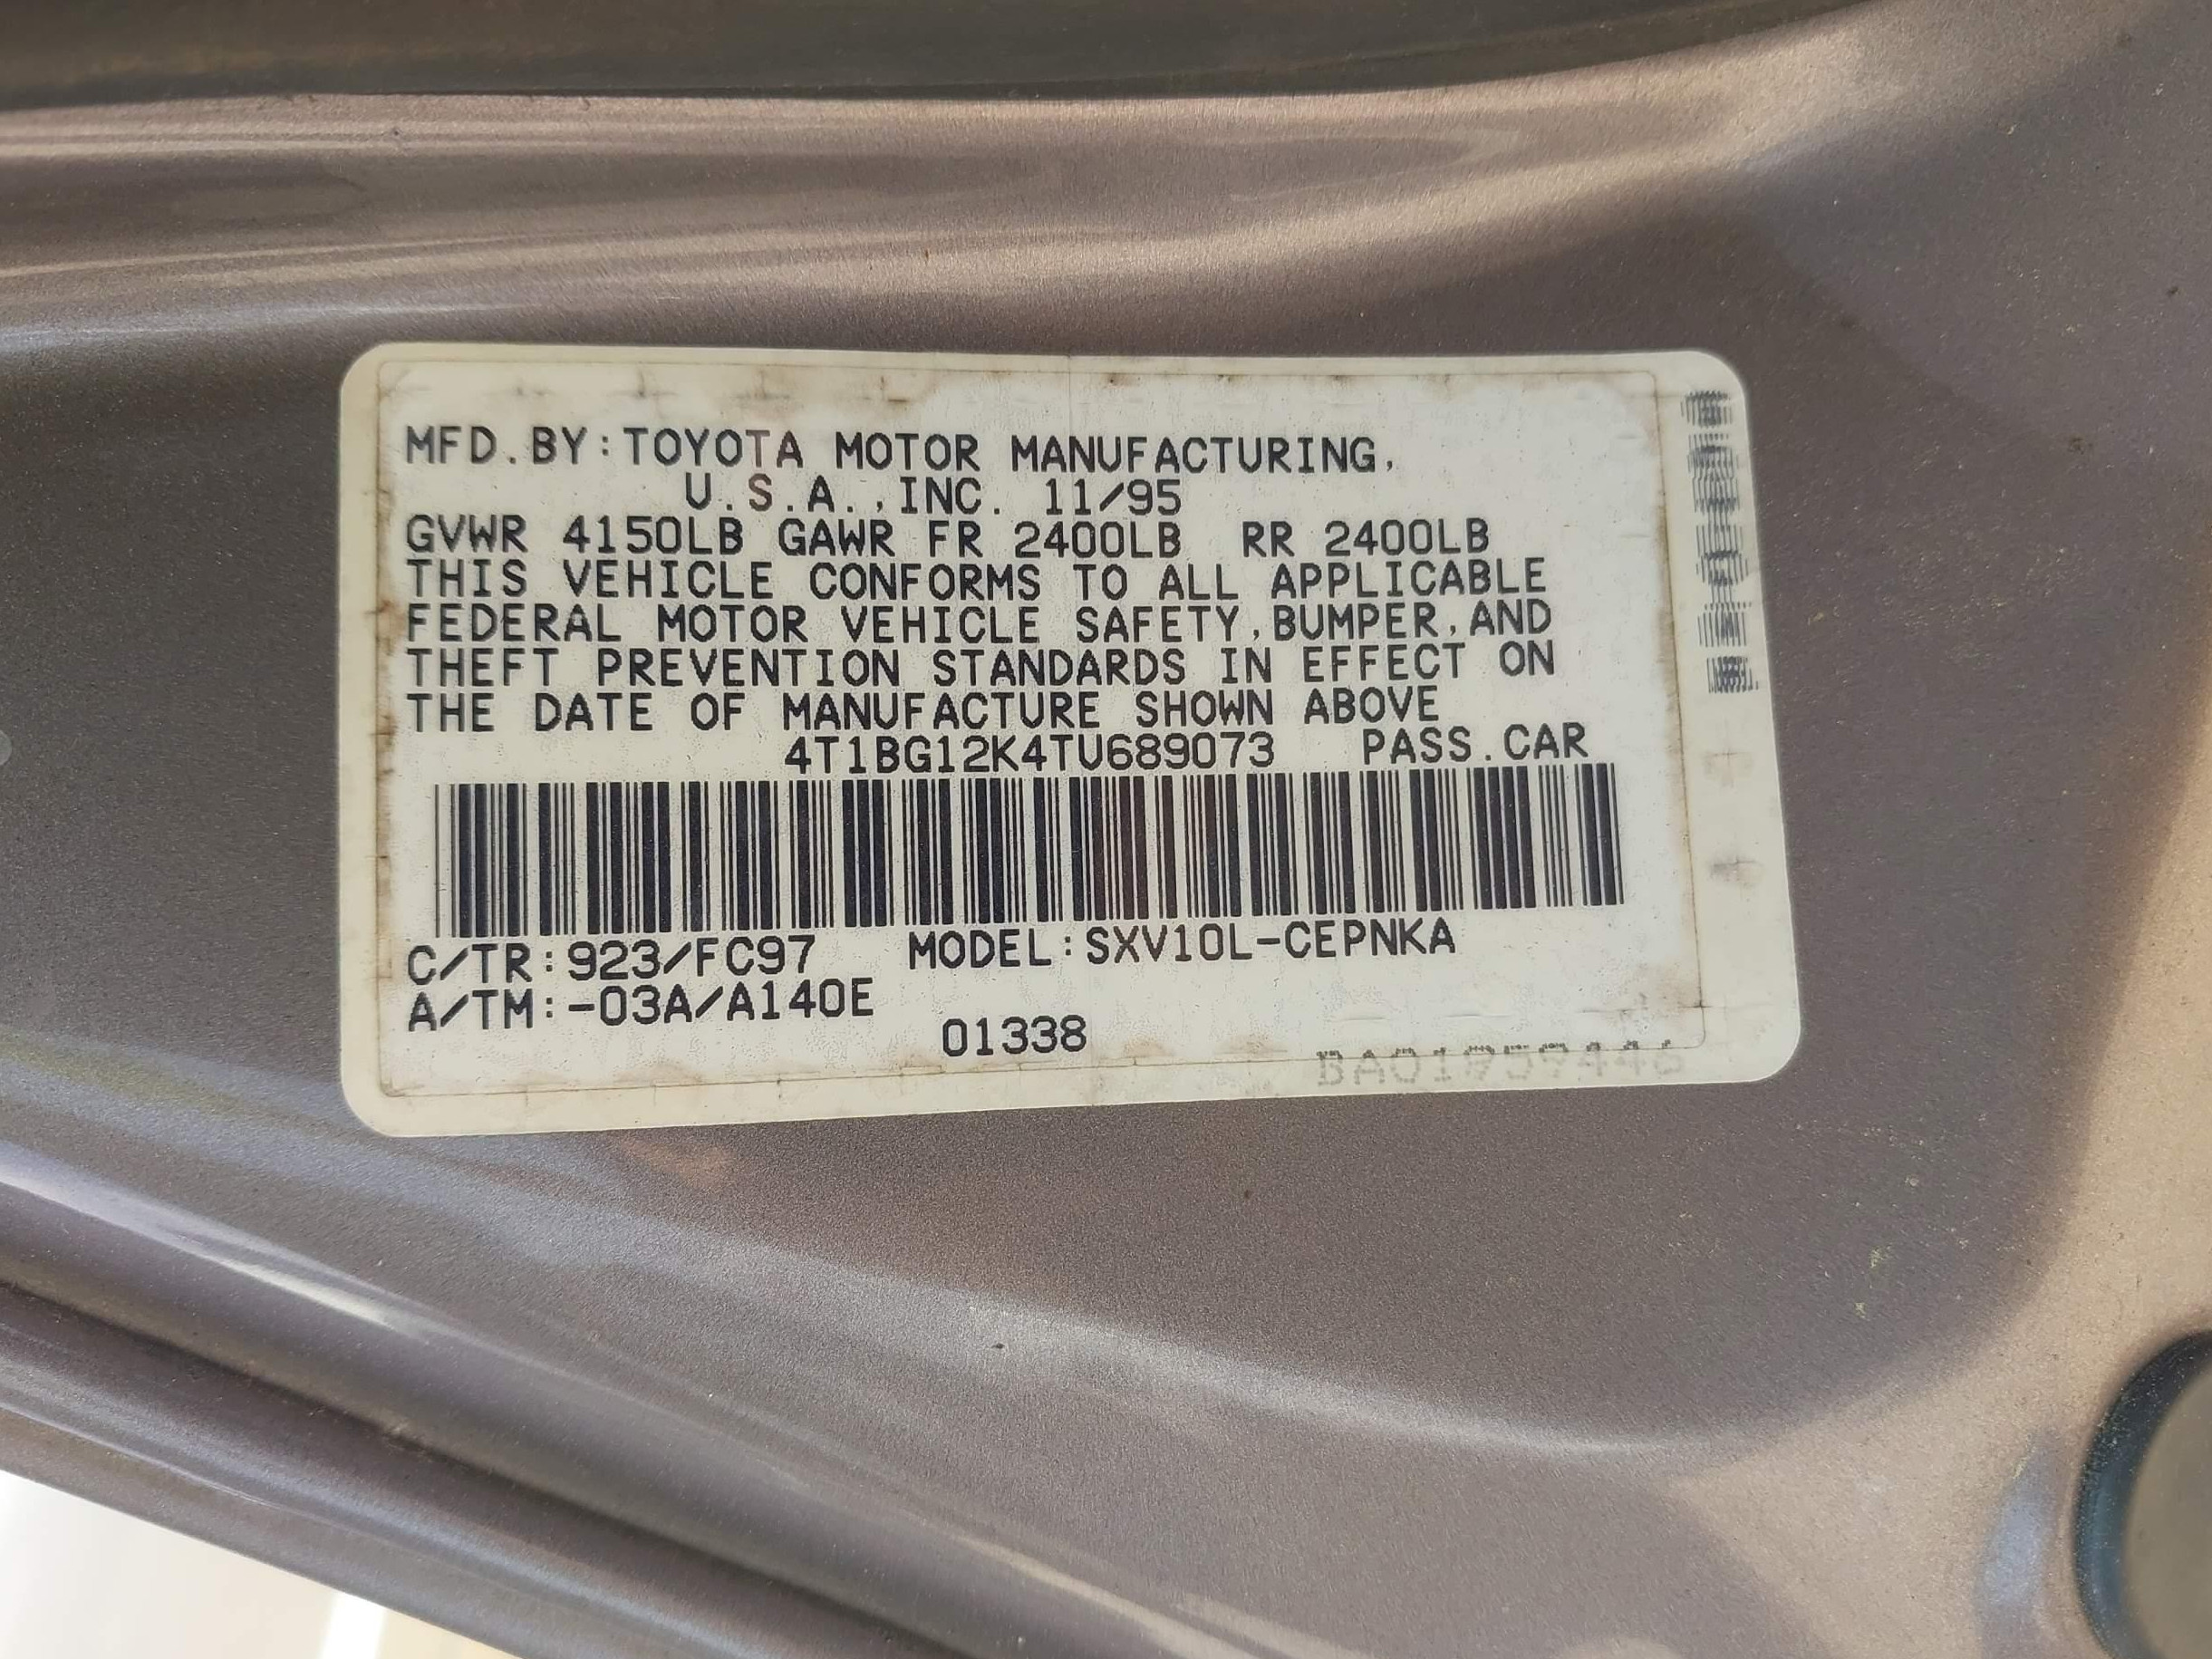 MFD.BY:TOYOTA MOTOR MANUFACTURING,
U.S.A.,INC. 11/95
GVWR 4150LB GAWR FR 2400LB RR 2400LB
THIS VEHICLE CONFORMS TO ALL APPLICABLE
FEDERAL MOTOR VEHICLE SAFETY,BUMPER,AND
THEFT PREVENTION STANDARDS IN EFFECT ON
THE DATE OF MANUFACTURE SHOWN ABOVE
4T1BG12K4TU689073 PASS.CAR
C/TR:923/FC97 MODEL:SXV10L-CEPNKA
A/TM:-03A/A140E
01338